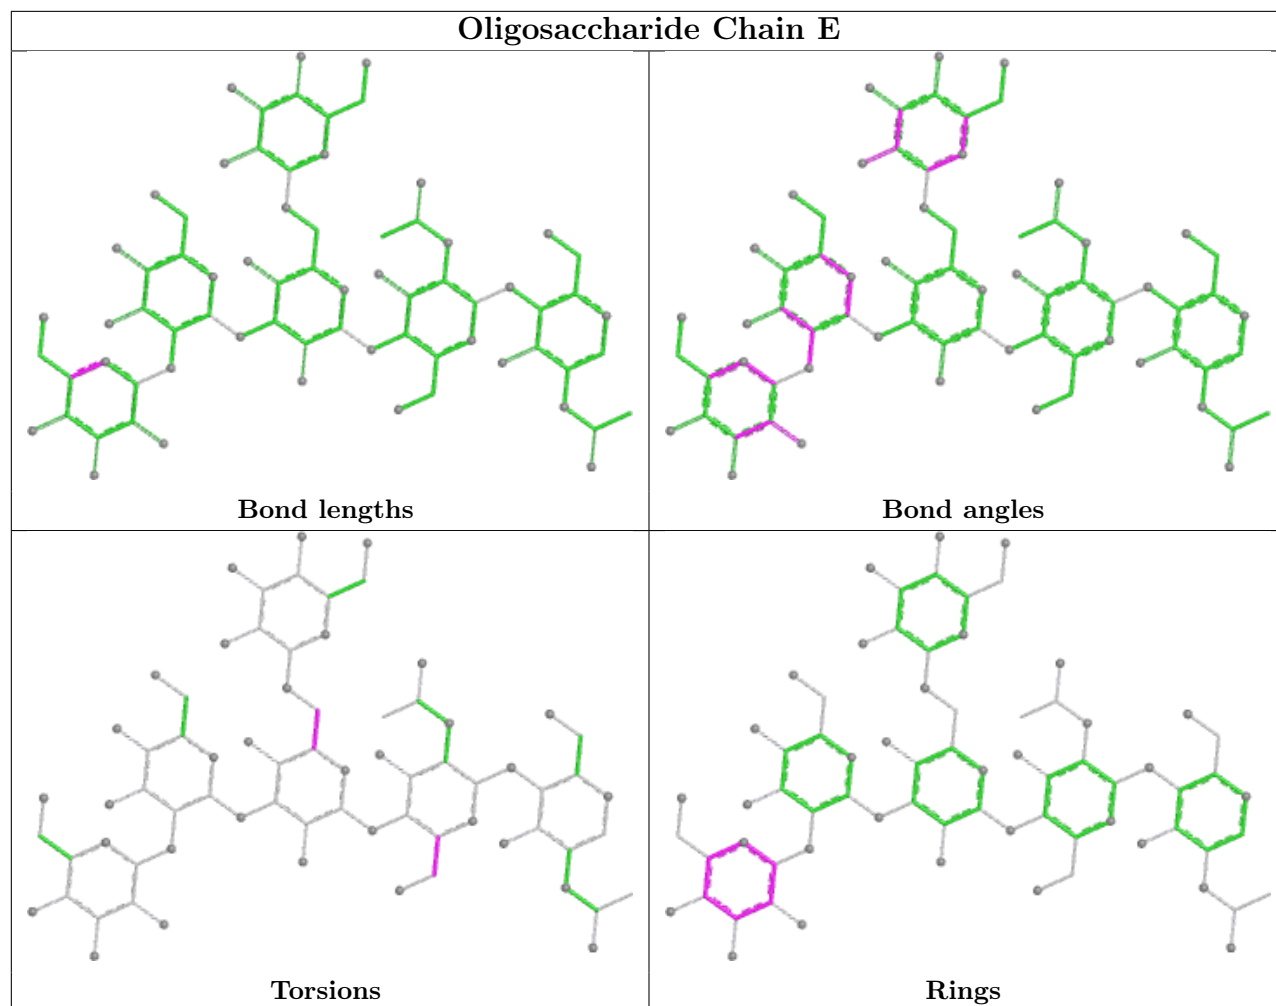 Oligosaccharide Chain E
Bond lengths
Bond angles
Torsions
Rings